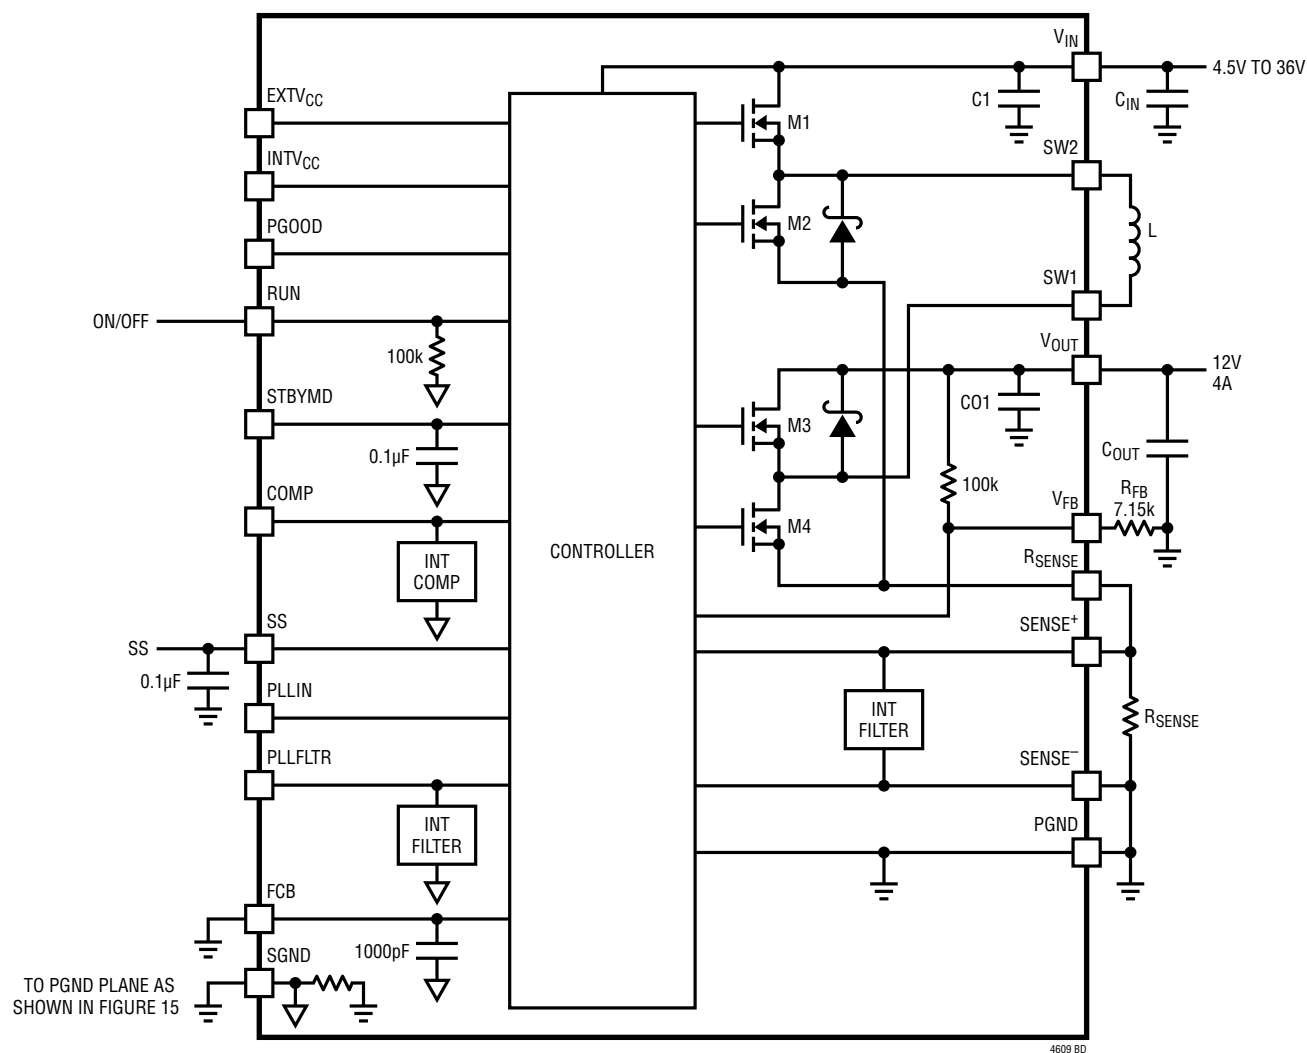 EXTVCC
INTVCC
PGOOD
RUN
ON/OFF
100k
STBYMD
0.1µF
COMP
INT
COMP
SS
SS
0.1µF
PLLIN
PLLFLTR
INT
FILTER
FCB
1000pF
SGND
TO PGND PLANE AS
SHOWN IN FIGURE 15
CONTROLLER
VIN
4.5V TO 36V
C1
CIN
M1
SW2
M2
L
SW1
VOUT
12V
4A
CO1
M3
COUT
100k
VFB
RFB
7.15k
M4
RSENSE
SENSE+
INT
FILTER
RSENSE
SENSE–
PGND
4609 BD